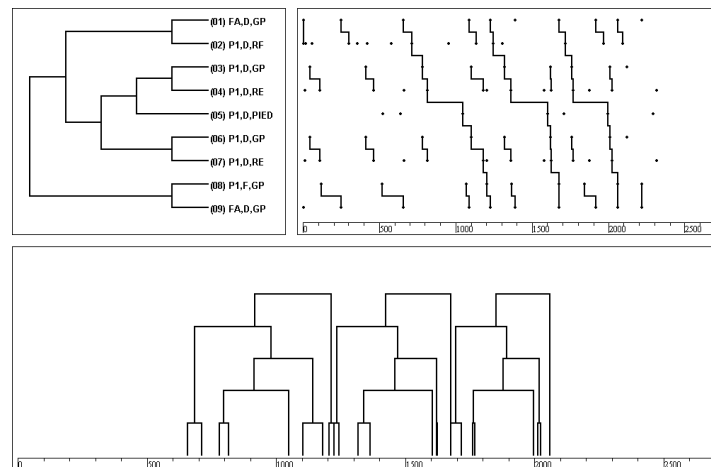 (01) FA,D,GP
(02) P1,D,RF
(03) P1,D,GP
(04) P1,D,RE
(05) P1,D,PIED
(06) P1,D,GP
(07) P1,D,RE
(08) P1,F,GP
(09) FA,D,GP
0 500 1000 1500 2000 2500
0 500 1000 1500 2000 2500